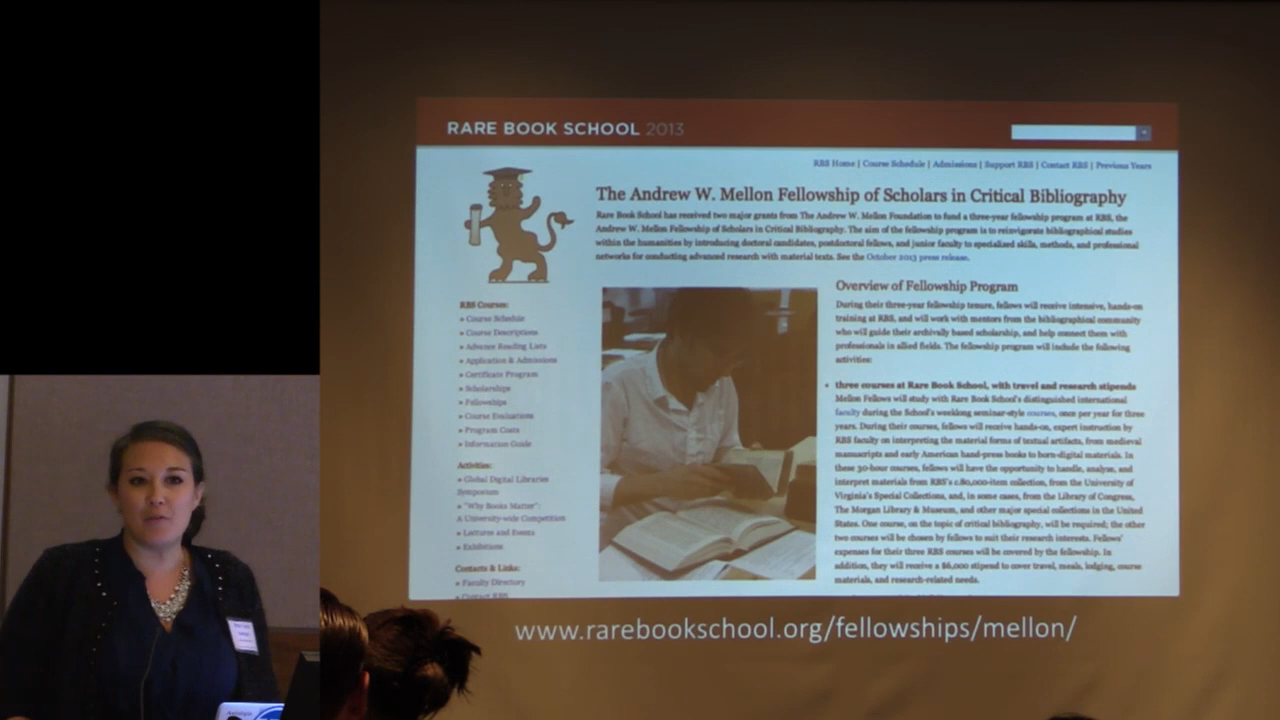 RARE BOOK SCHOOL 2013
RBS Home | Course Schedule | Admissions | Support RBS | Contact RBS | Previous Years
The Andrew W. Mellon Fellowship of Scholars in Critical Bibliography
Rare Book School has received two major grants from The Andrew W. Mellon Foundation to fund a three-year fellowship program at RBS, the
Andrew W. Mellon Fellowship of Scholars in Critical Bibliography. The aim of the fellowship program is to reinvigorate bibliographical studies
within the humanities by introducing doctoral candidates, postdoctoral fellows, and junior faculty to specialized skills, methods, and professional
networks for conducting advanced research with material texts. See the October 2013 press release.
RBS Courses:
» Course Schedule
» Course Descriptions
» Advance Reading Lists
» Application & Admissions
» Certificate Program
» Scholarships
» Fellowships
» Course Evaluations
» Program Costs
» Information Guide
Activities:
» Global Digital Libraries
Symposium
» "Why Books Matter":
A University-wide Competition
» Lectures and Events
» Exhibitions
Contacts & Links:
» Faculty Directory
» Contact RBS
Overview of Fellowship Program
During their three-year fellowship tenure, fellows will receive intensive, hands-on
training at RBS, and will work with mentors from the bibliographical community
who will guide their archivally based scholarship, and help connect them with
professionals in allied fields. The fellowship program will include the following
activities:
• three courses at Rare Book School, with travel and research stipends
Mellon Fellows will study with Rare Book School's distinguished international
faculty during the School's weeklong seminar-style courses, once per year for three
years. During their courses, fellows will receive hands-on, expert instruction by
RBS faculty on interpreting the material forms of textual artifacts, from medieval
manuscripts and early American hand-press books to born-digital materials. In
these 30-hour courses, fellows will have the opportunity to handle, analyze, and
interpret materials from RBS's c.80,000-item collection, from the University of
Virginia's Special Collections, and, in some cases, from the Library of Congress,
The Morgan Library & Museum, and other major special collections in the United
States. One course, on the topic of critical bibliography, will be required; the other
two courses will be chosen by fellows to suit their research interests. Fellows'
expenses for their three RBS courses will be covered by the fellowship. In
addition, they will receive a $6,000 stipend to cover travel, meals, lodging, course
materials, and research-related needs.
www.rarebookschool.org/fellowships/mellon/